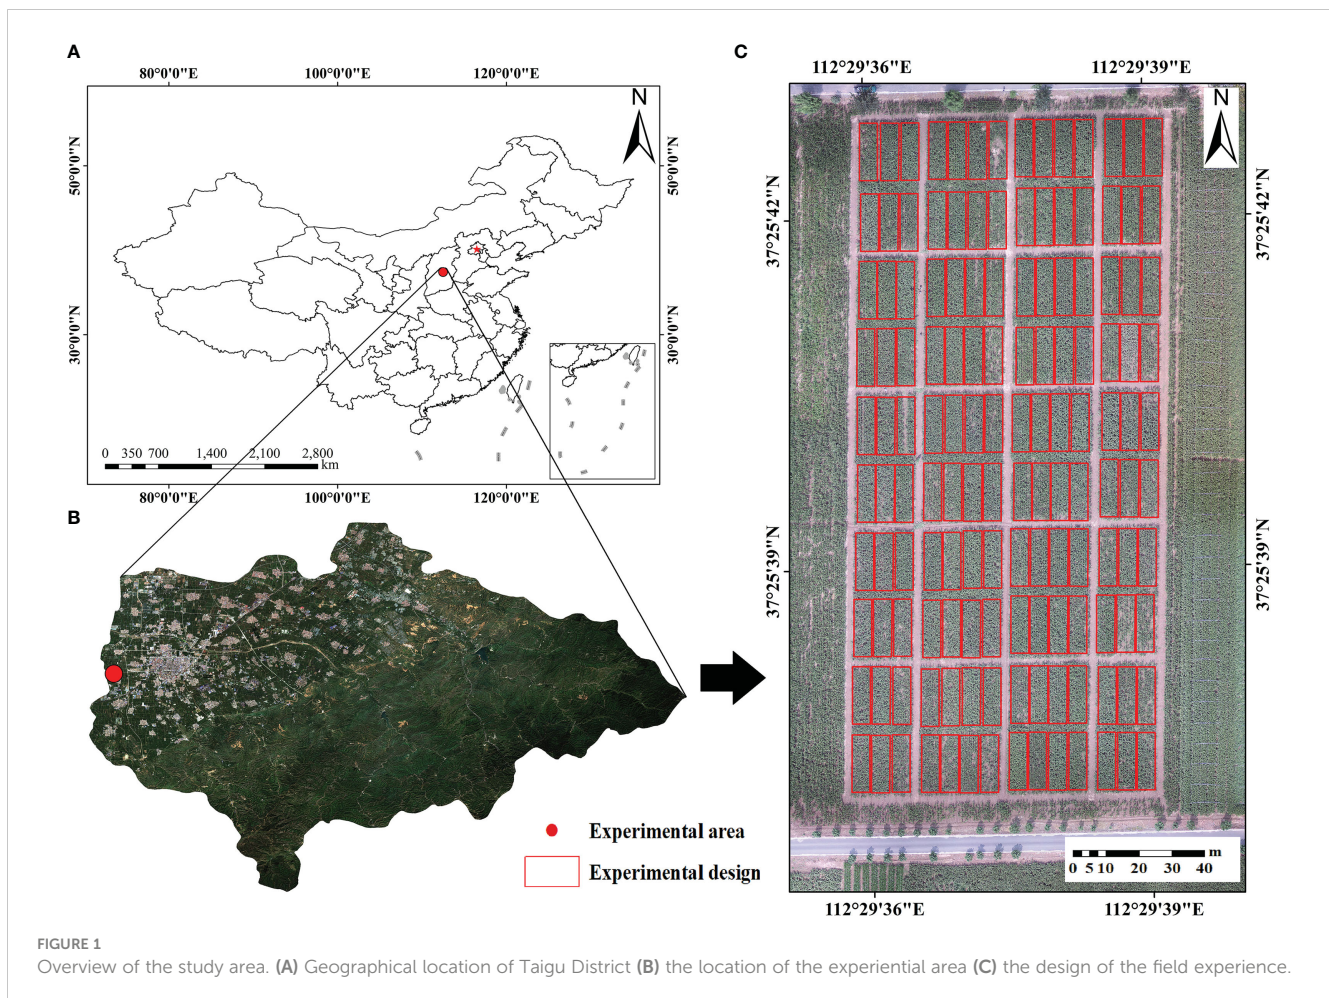 A
80°0'0"E 100°0'0"E 120°0'0"E
N
50°0'0"N
50°0'0"N
30°0'0"N
30°0'0"N
0 350 700 1,400 2,100 2,800
km
80°0'0"E 100°0'0"E 120°0'0"E
B
Experimental area
Experimental design
C
112°29'36"E 112°29'39"E
N
37°25'42"N
37°25'42"N
37°25'39"N
37°25'39"N
m
0 5 10 20 30 40
112°29'36"E 112°29'39"E
FIGURE 1
Overview of the study area. (A) Geographical location of Taigu District (B) the location of the experiential area (C) the design of the field experience.